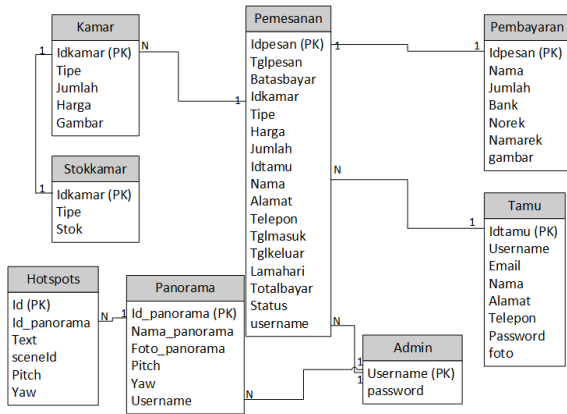 Kamar
Idkamar (PK)
Tipe
Jumlah
Harga
Gambar
1
N
Stokkamar
Idkamar (PK)
Tipe
Stok
1
Pemesanan
Idpesan (PK)
Tglpesan
Batasbayar
Idkamar
Tipe
Harga
Jumlah
Idtamu
Nama
Alamat
Telepon
Tglmasuk
Tglkeluar
Lamahari
Totalbayar
Status
username
1
1
N
N
Pembayaran
Idpesan (PK)
Nama
Jumlah
Bank
Norek
Namarek
gambar
1
Tamu
Idtamu (PK)
Username
Email
Nama
Alamat
Telepon
Password
foto
1
Hotspots
Id (PK)
Id_panorama
Text
sceneId
Pitch
Yaw
N
Panorama
Id_panorama (PK)
Nama_panorama
Foto_panorama
Pitch
Yaw
Username
1
N
Admin
Username (PK)
password
1
1